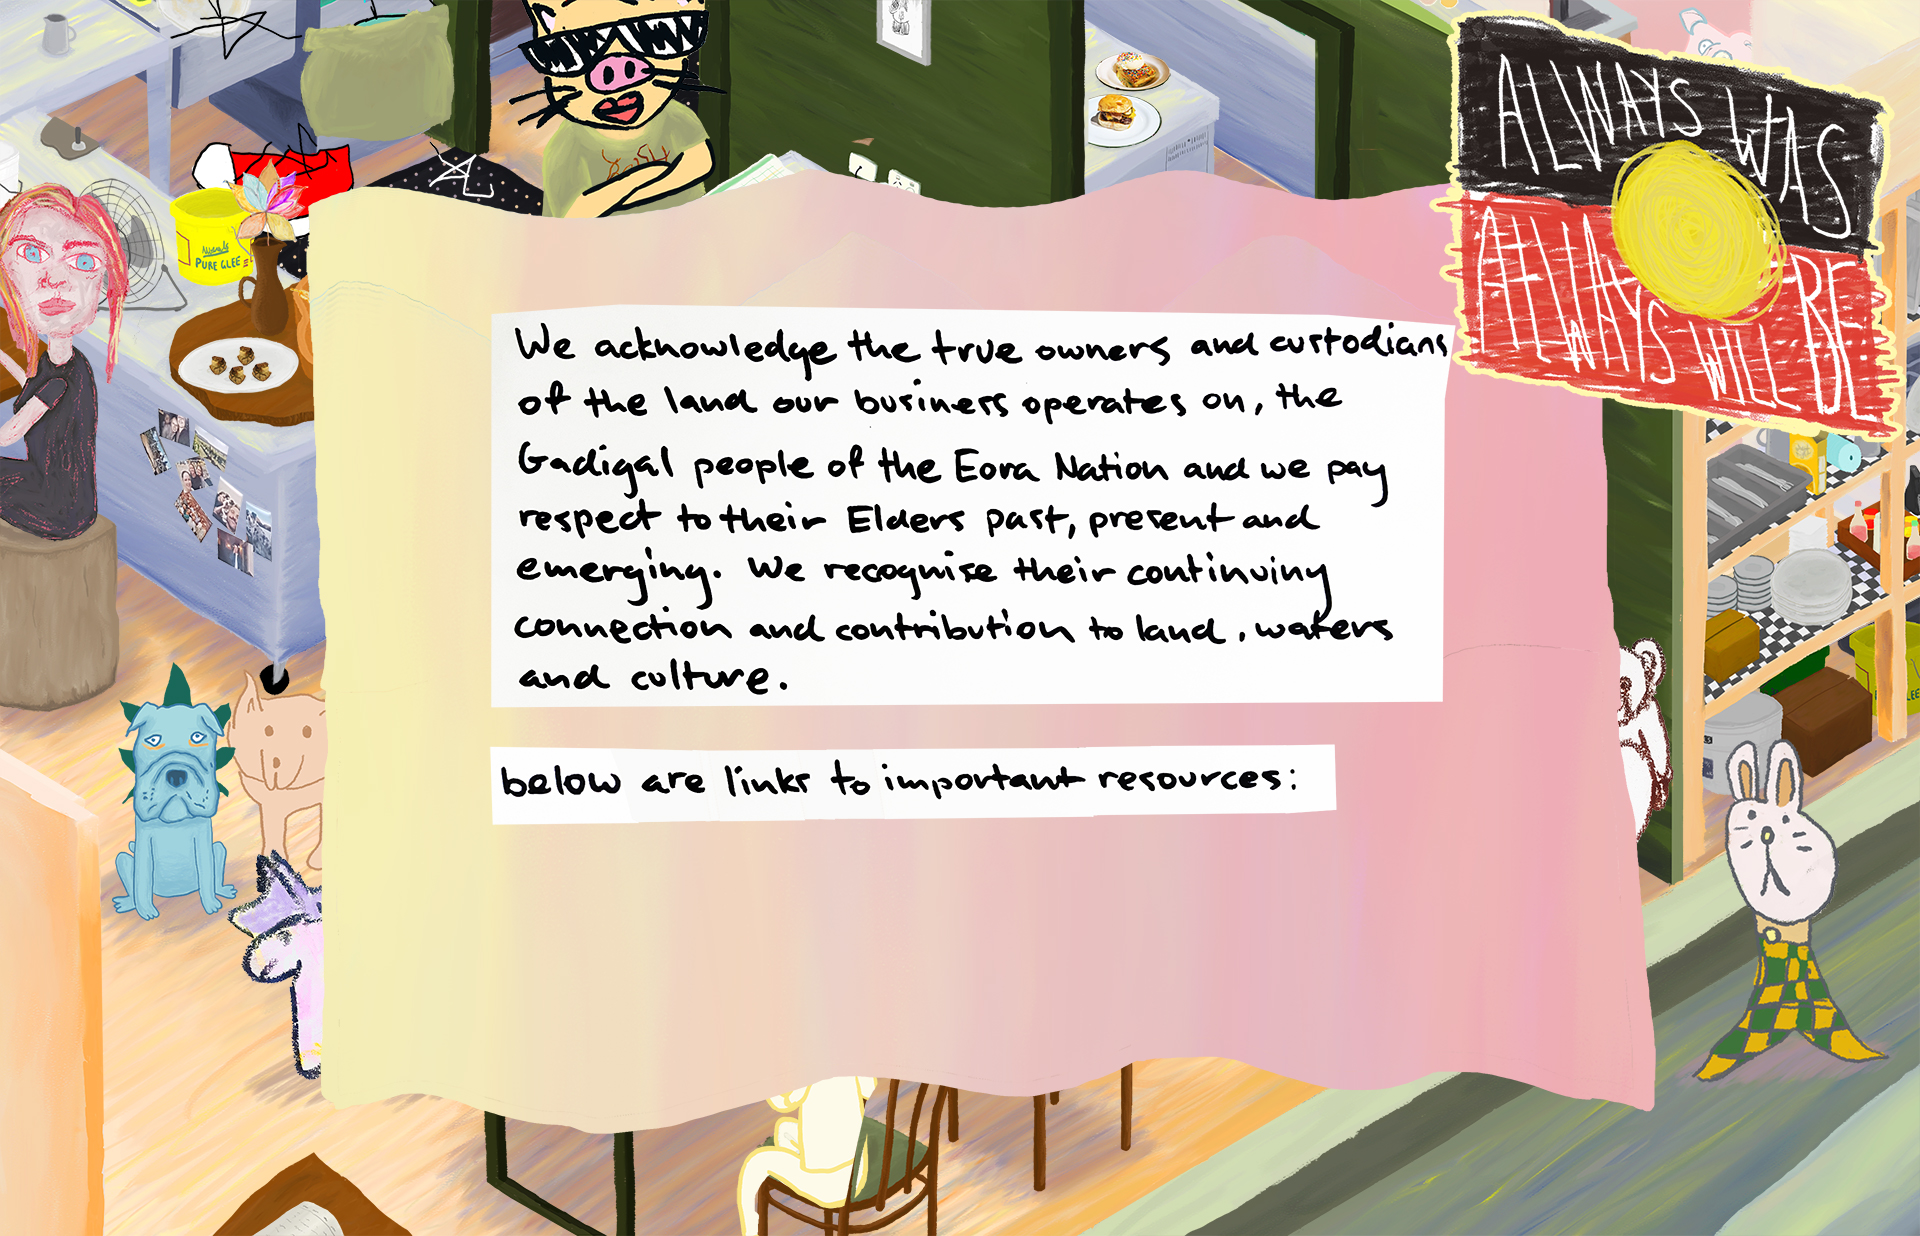 ALWAYS WAS
ALWAYS WILL BE
PURE GLEE
We acknowledge the true owners and custodians
of the land our business operates on, the
Gadigal people of the Eora Nation and we pay
respect to their Elders past, present and
emerging. We recognise their continuing
connection and contribution to land, waters
and culture.
below are links to important resources: